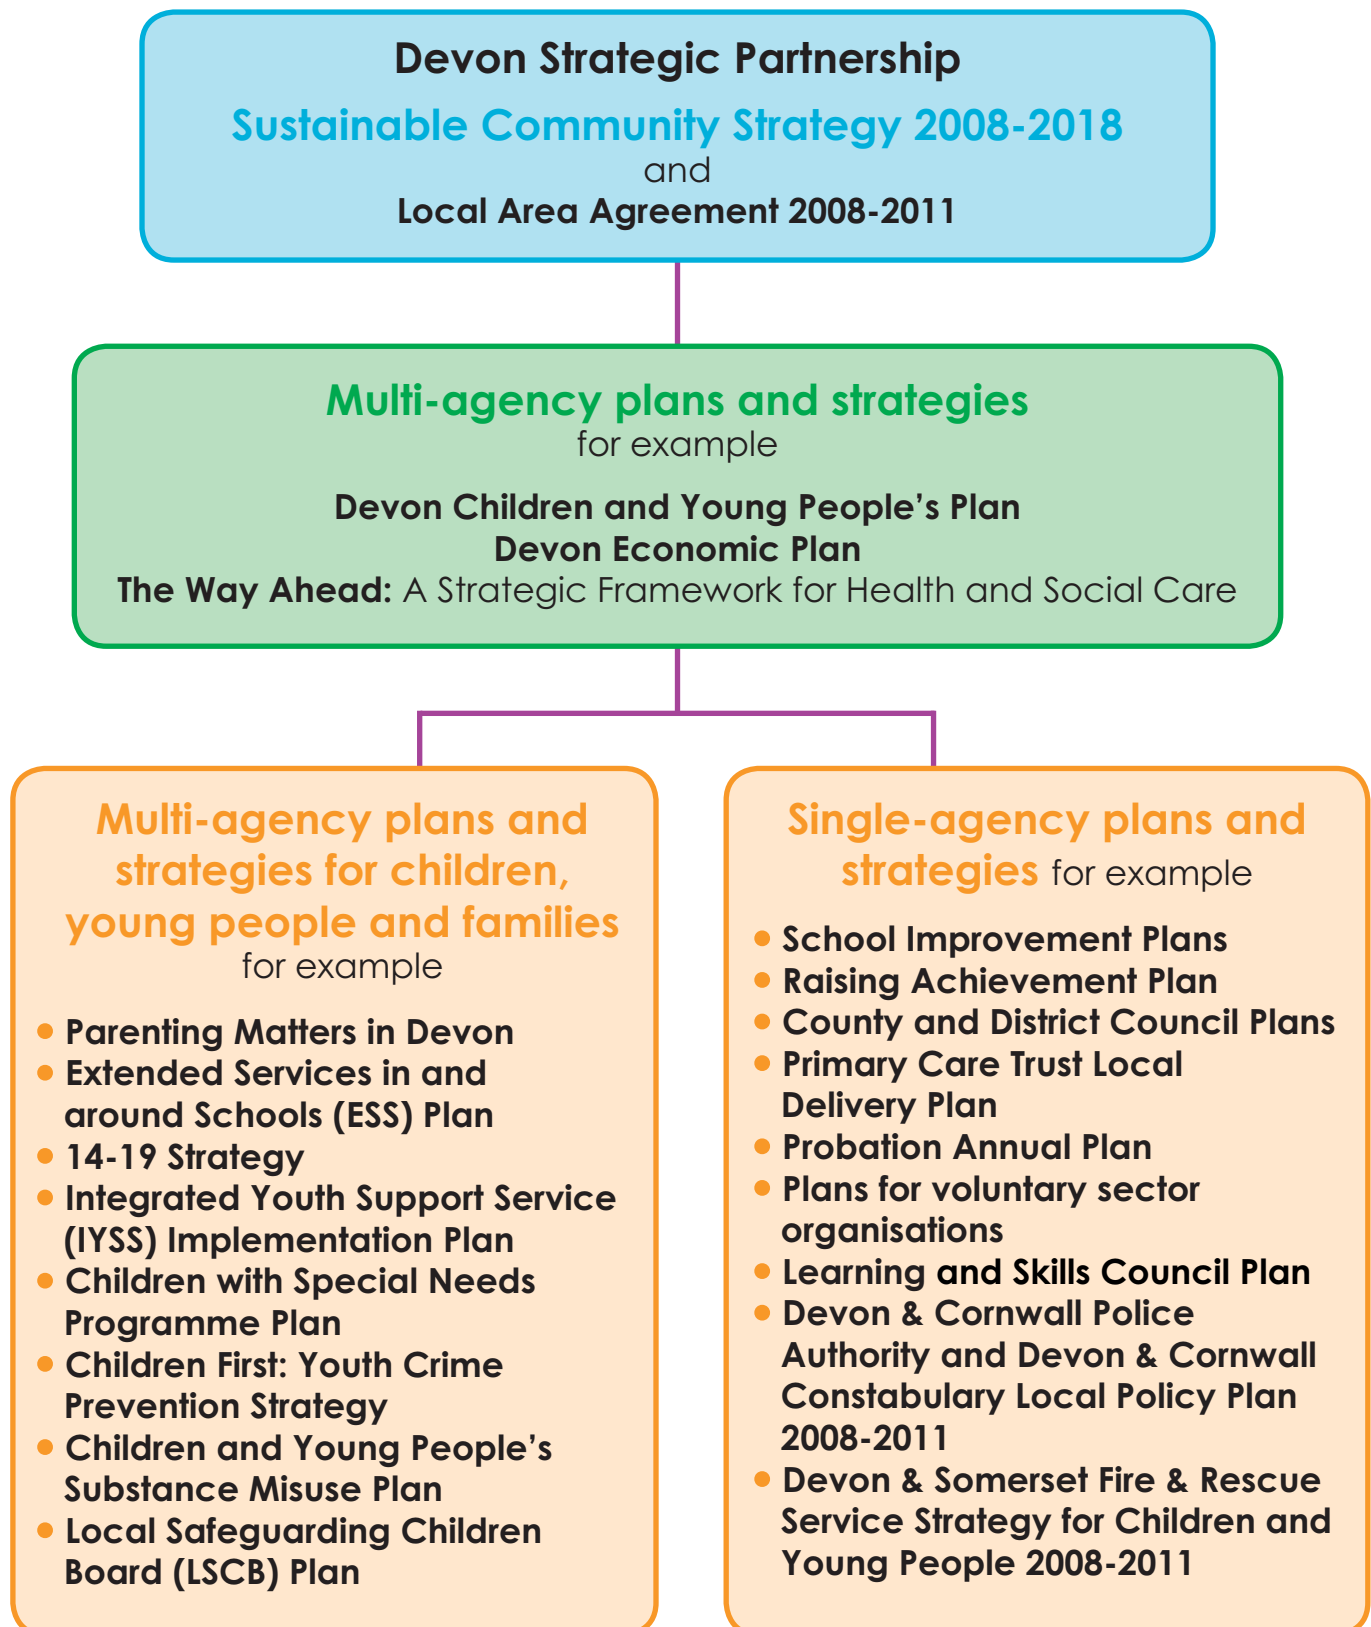 Devon Strategic Partnership
Sustainable Community Strategy 2008-2018
and
Local Area Agreement 2008-2011
Multi-agency plans and strategies
for example
Devon Children and Young People’s Plan
Devon Economic Plan
The Way Ahead: A Strategic Framework for Health and Social Care
Multi-agency plans and
strategies for children,
young people and families
for example
• Parenting Matters in Devon
• Extended Services in and
around Schools (ESS) Plan
• 14-19 Strategy
• Integrated Youth Support Service
(IYSS) Implementation Plan
• Children with Special Needs
Programme Plan
• Children First: Youth Crime
Prevention Strategy
• Children and Young People’s
Substance Misuse Plan
• Local Safeguarding Children
Board (LSCB) Plan
Single-agency plans and
strategies for example
• School Improvement Plans
• Raising Achievement Plan
• County and District Council Plans
• Primary Care Trust Local
Delivery Plan
• Probation Annual Plan
• Plans for voluntary sector
organisations
• Learning and Skills Council Plan
• Devon & Cornwall Police
Authority and Devon & Cornwall
Constabulary Local Policy Plan
2008-2011
• Devon & Somerset Fire & Rescue
Service Strategy for Children and
Young People 2008-2011